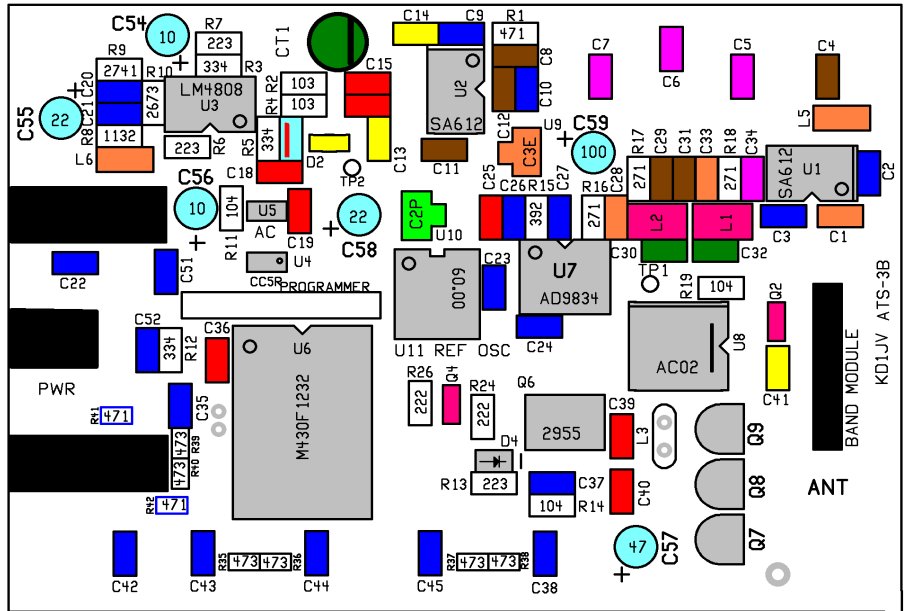 C54
10
R7
223
334
R3
CT1
C14
C9
R1
471
C7
C6
C5
C4
R9
2741
R10
C20
C21
2673
LM4808
U3
R2
103
R4
103
C15
U2
SA612
C8
C10
C12
U9
C3E
C59
100
R17
C29
C31
C33
R18
C34
L5
C55
22
R8
1132
L6
223
R6
R5
334
D2
C13
C11
C18
TP2
271
271
SA612
U1
C2
C56
10
104
R11
U5
AC
C19
22
C58
C2P
U10
C25
C26
R15
C27
392
R16
271
C28
L2
L1
C3
C1
C30
C32
C22
C51
CC5R
U4
PROGRAMMER
00.09
C23
U7
AD9834
TP1
R19
104
Q2
C52
334
R12
C36
U6
M430F1232
U11 REF OSC
C24
AC02
U8
C41
BAND MODULE
KD1JV ATS-3B
PWR
R41
471
C35
R26
222
Q4
R24
222
Q6
2955
C39
L3
Q9
473
R39
473
R40
D4
R13
223
C37
104
R14
C40
Q8
ANT
R42
471
47
C57
Q7
C42
C43
R35
473
473
R36
C44
C45
R37
473
473
R38
C38